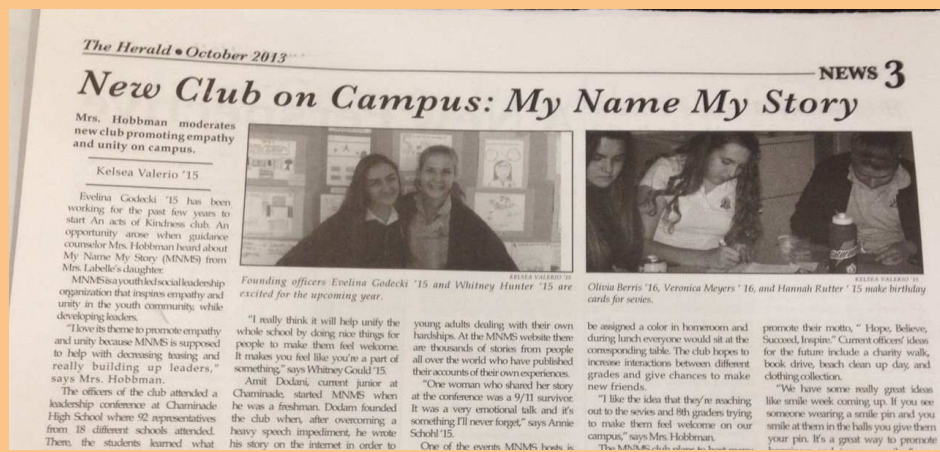 The Herald • October 2013
NEWS 3
New Club on Campus: My Name My Story
Mrs. Hobbman moderates
new club promoting empathy
and unity on campus.
Kelsea Valerio '15
Evelina Godecki '15 has been
working for the past few years to
start An acts of Kindness club. An
opportunity arose when guidance
counselor Mrs. Hobbman heard about
My Name My Story (MNMS) from
Mrs. Labelle's daughter.
MNMS is a youth led social leadership
organization that inspires empathy and
unity in the youth community, while
developing leaders.
"I love its theme to promote empathy
and unity because MNMS is supposed
to help with decreasing teasing and
really building up leaders,"
says Mrs. Hobbman.
The officers of the club attended a
leadership conference at Chaminade
High School where 92 representatives
from 18 different schools attended.
There, the students learned what
KELSEA VALERIO '15
Founding officers Evelina Godecki '15 and Whitney Hunter '15 are
excited for the upcoming year.
"I really think it will help unify the
whole school by doing nice things for
people to make them feel welcome.
It makes you feel like you're a part of
something," says Whitney Gould '15.
Amit Dodani, current junior at
Chaminade, started MNMS when
he was a freshman. Dodam founded
the club when, after overcoming a
heavy speech impediment, he wrote
his story on the internet in order to
young adults dealing with their own
hardships. At the MNMS website there
are thousands of stories from people
all over the world who have published
their accounts of their own experiences.
"One woman who shared her story
at the conference was a 9/11 survivor.
It was a very emotional talk and it's
something I'll never forget," says Annie
Schohl '15.
One of the events MNMS hosts is
KELSEA VALERIO '15
Olivia Berris '16, Veronica Meyers ' 16, and Hannah Rutter ' 15 make birthday
cards for sevies.
be assigned a color in homeroom and
during lunch everyone would sit at the
corresponding table. The club hopes to
increase interactions between different
grades and give chances to make
new friends.
"I like the idea that they're reaching
out to the sevies and 8th graders trying
to make them feel welcome on our
campus," says Mrs. Hobbman.
The MNMS club plans to host many
promote their motto, " Hope, Believe,
Succeed, Inspire." Current officers' ideas
for the future include a charity walk,
book drive, beach clean up day, and
clothing collection.
"We have some really great ideas
like smile week coming up. If you see
someone wearing a smile pin and you
smile at them in the halls you give them
your pin. It's a great way to promote